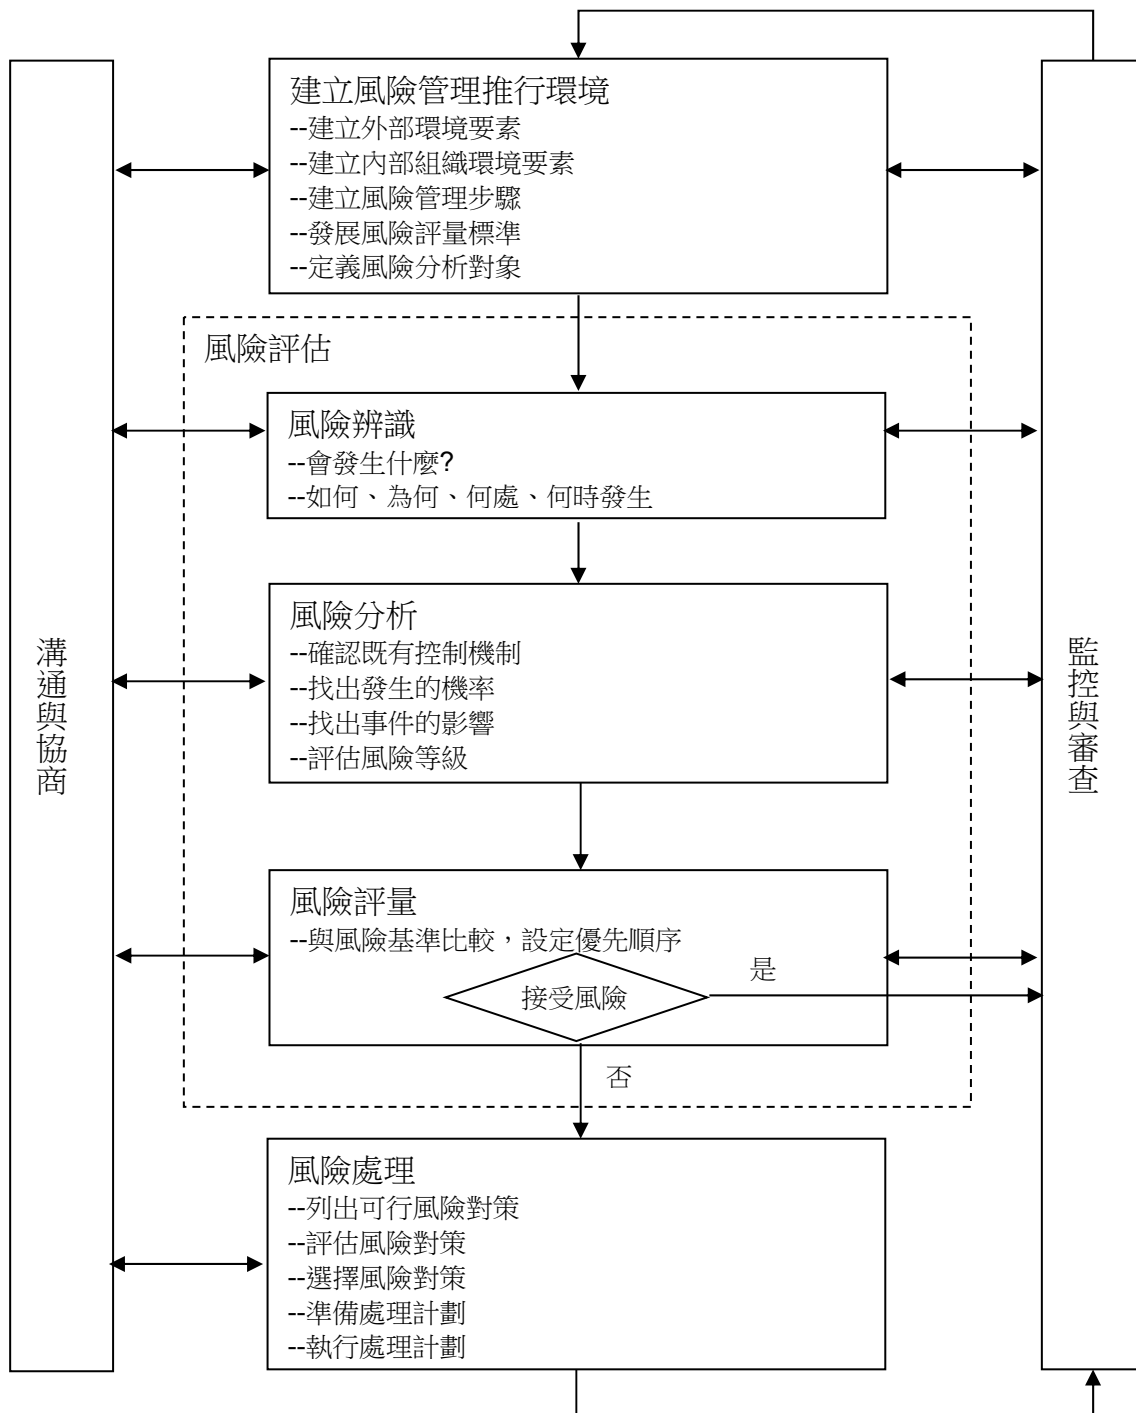 建立風險管理推行環境
--建立外部環境要素
--建立內部組織環境要素
--建立風險管理步驟
--發展風險評量標準
--定義風險分析對象
風險評估
風險辨識
--會發生什麼?
--如何、為何、何處、何時發生
風險分析
--確認既有控制機制
--找出發生的機率
--找出事件的影響
--評估風險等級
溝通與協商
監控與審查
風險評量
--與風險基準比較，設定優先順序
接受風險
是
否
風險處理
--列出可行風險對策
--評估風險對策
--選擇風險對策
--準備處理計劃
--執行處理計劃